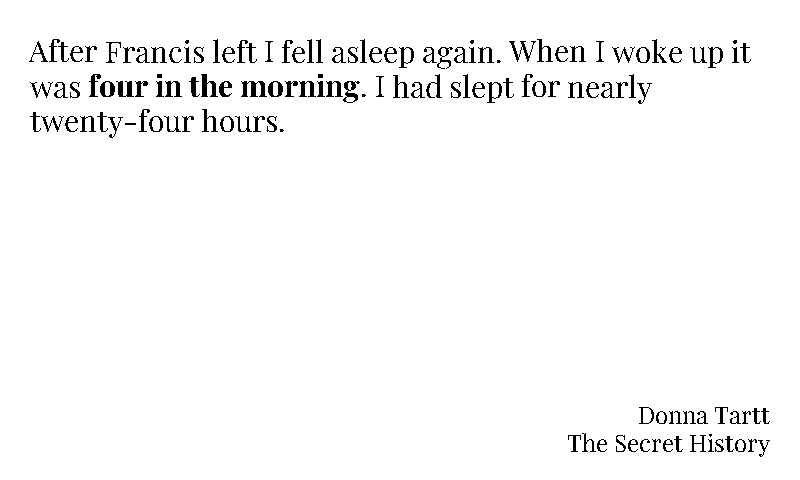 After Francis left I fell asleep again. When I woke up it
was four in the morning. I had slept for nearly
twenty-four hours.
Donna Tartt
The Secret History